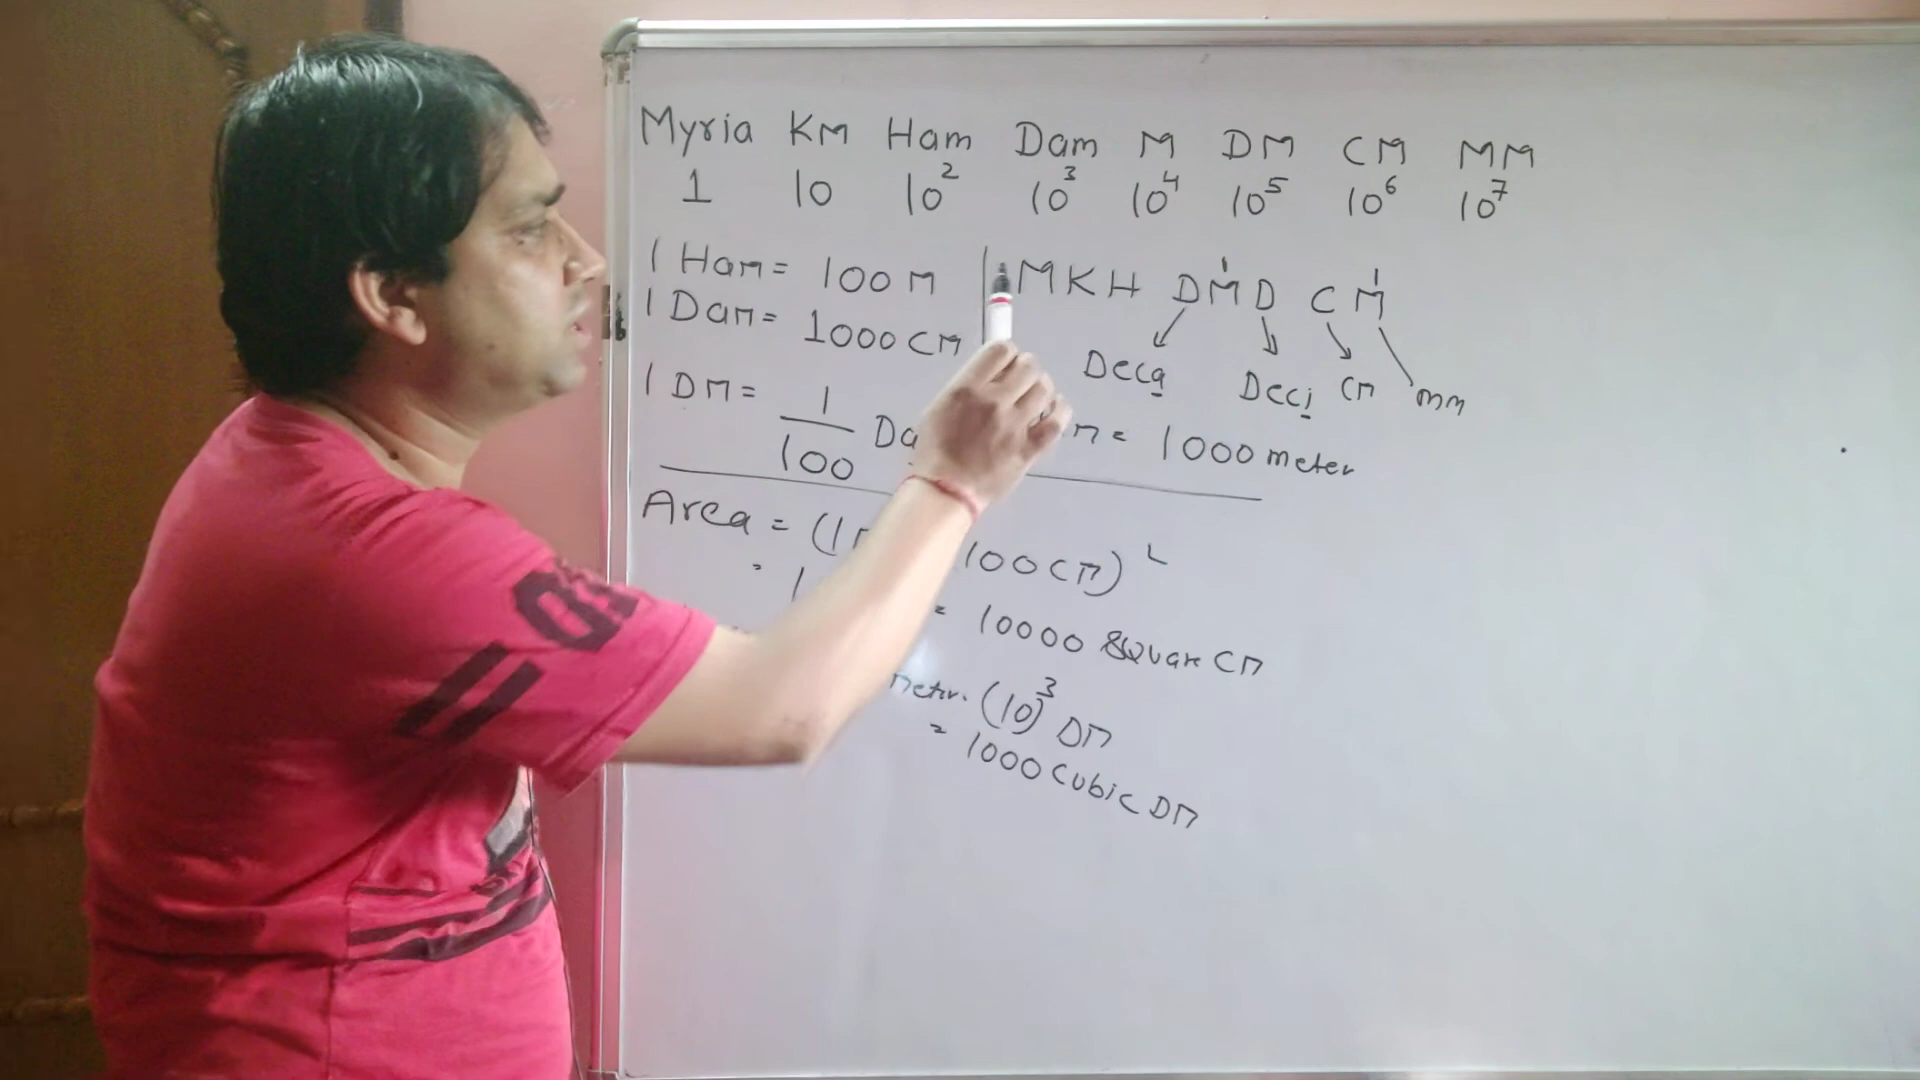 Myria KM Ham Dam M DM CM MM
1 10 10² 10³ 10⁴ 10⁵ 10⁶ 10⁷
1 Ham = 100 M
1 Dam = 1000 CM
1 DM = 1/100 Da
MKH DMD CM
Deca Deci CM MM
= 1000 meter
Area = (1
100 CM)²
=
= 10000 Square CM
(10)³ DM
= 1000 Cubic DM